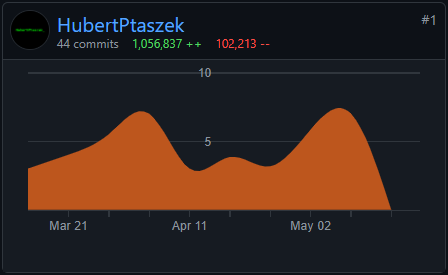 HubertPtaszek
#1
44 commits 1,056,837 ++ 102,213 --
10
5
Mar 21 Apr 11 May 02